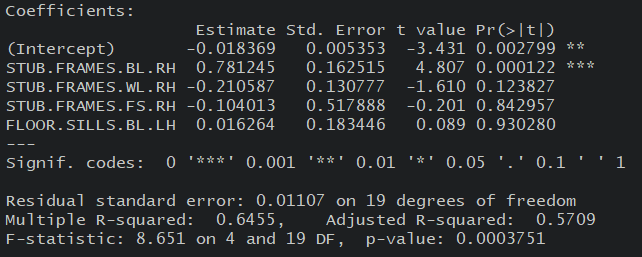 Coefficients:
Estimate Std. Error t value Pr(>|t|)
(Intercept) -0.018369 0.005353 -3.431 0.002799 **
STUB.FRAMES.BL.RH 0.781245 0.162515 4.807 0.000122 ***
STUB.FRAMES.WL.RH -0.210587 0.130777 -1.610 0.123827
STUB.FRAMES.FS.RH -0.104013 0.517888 -0.201 0.842957
FLOOR.SILLS.BL.LH 0.016264 0.183446 0.089 0.930280
---
Signif. codes: 0 '***' 0.001 '**' 0.01 '*' 0.05 '.' 0.1 ' ' 1
Residual standard error: 0.01107 on 19 degrees of freedom
Multiple R-squared: 0.6455, Adjusted R-squared: 0.5709
F-statistic: 8.651 on 4 and 19 DF, p-value: 0.0003751